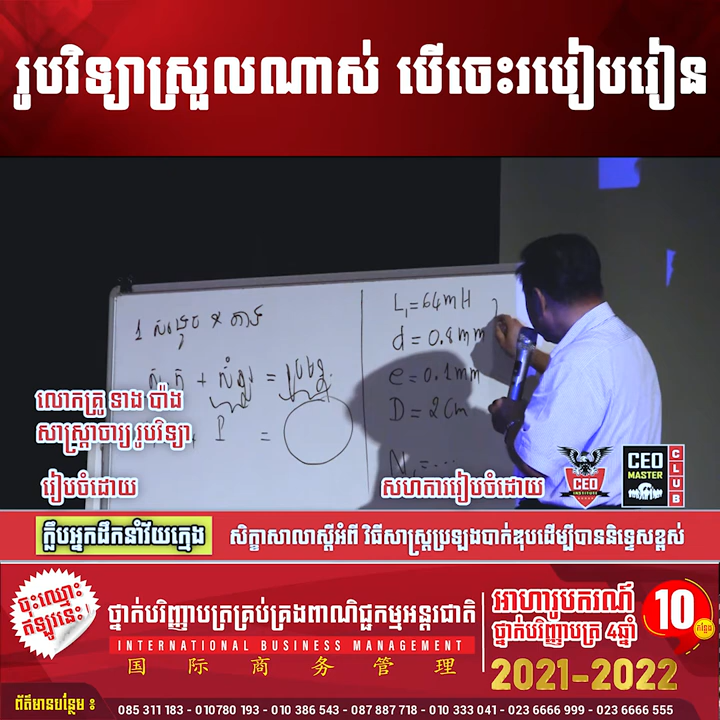 រូបវិទ្យាស្រួលណាស់ បើចេះរបៀបរៀន
1
L₁=64mH
d = 0.8mm
e = 0.1mm
D = 2cm
+ =
=
លោកគ្រូ ទាង ប៉ាង
សាស្ត្រាចារ្យ រូបវិទ្យា
រៀបចំដោយ
សហការរៀបចំដោយ
CEO
INSTITUTE
CEO
MASTER
CLUB
ក្លឹបអ្នកដឹកនាំវ័យក្មេង
សិក្ខាសាលាស្តីអំពី វិធីសាស្ត្រប្រឡងបាក់ឌុបដើម្បីបាននិទ្ទេសខ្ពស់
ចុះឈ្មោះ
ឥឡូវនេះ!
ថ្នាក់បរិញ្ញាបត្រគ្រប់គ្រងពាណិជ្ជកម្មអន្តរជាតិ
INTERNATIONAL BUSINESS MANAGEMENT
国 际 商 务 管 理
អាហារូបករណ៍
ថ្នាក់បរិញ្ញាបត្រ 4ឆ្នាំ
10
កន្លែង
2021-2022
ព័ត៌មានបន្ថែម ៖
085 311 183 - 010780 193 - 010 386 543 - 087 887 718 - 010 333 041 - 023 6666 999 - 023 6666 555